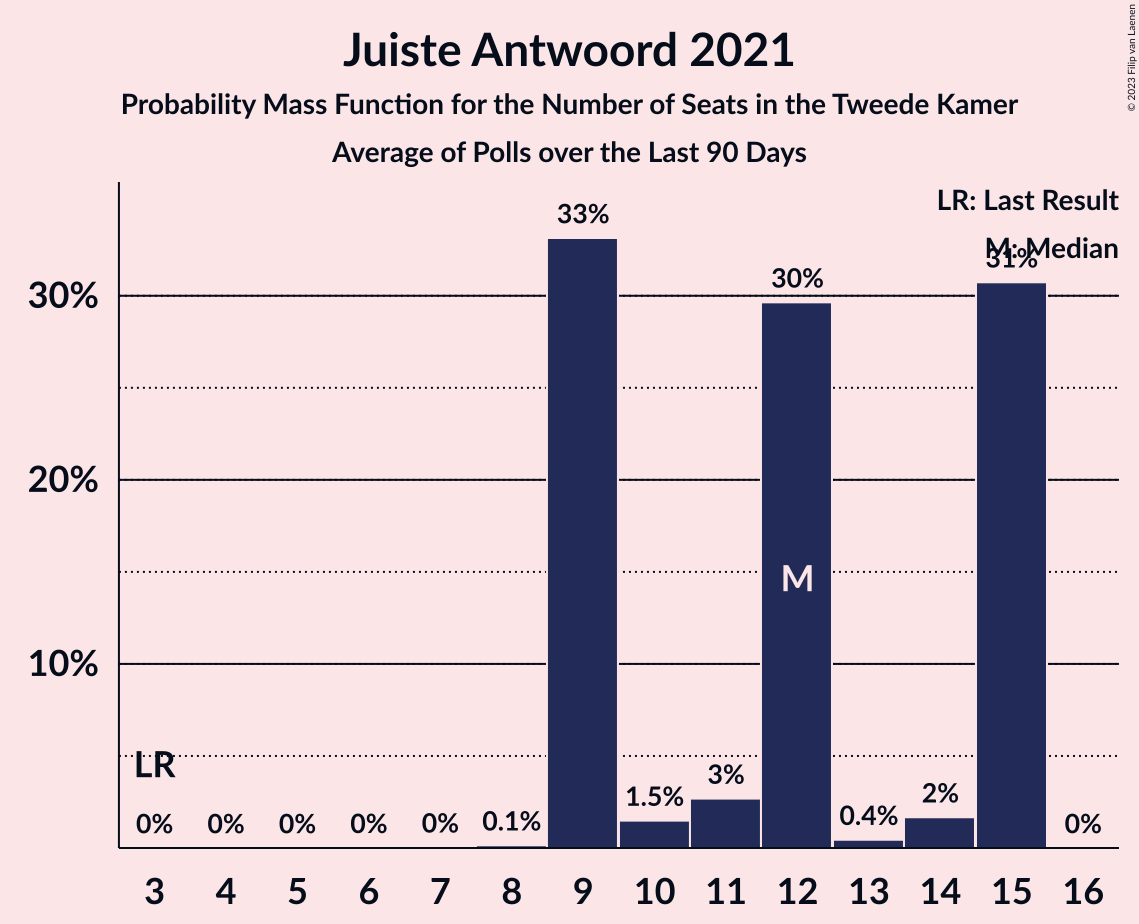 Juiste Antwoord 2021
Probability Mass Function for the Number of Seats in the Tweede Kamer
Average of Polls over the Last 90 Days
© 2023 Filip van Laenen
LR: Last Result
M: Median
33%
31%
30%
30%
20%
M
10%
LR
0% 0% 0% 0% 0% 0.1% 1.5% 3% 0.4% 2% 0%
3 4 5 6 7 8 9 10 11 12 13 14 15 16